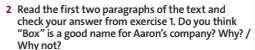 2 Read the first two paragraphs of the text and
check your answer from exercise 1. Do you think
“Box” is a good name for Aaron’s company? Why? /
Why not?